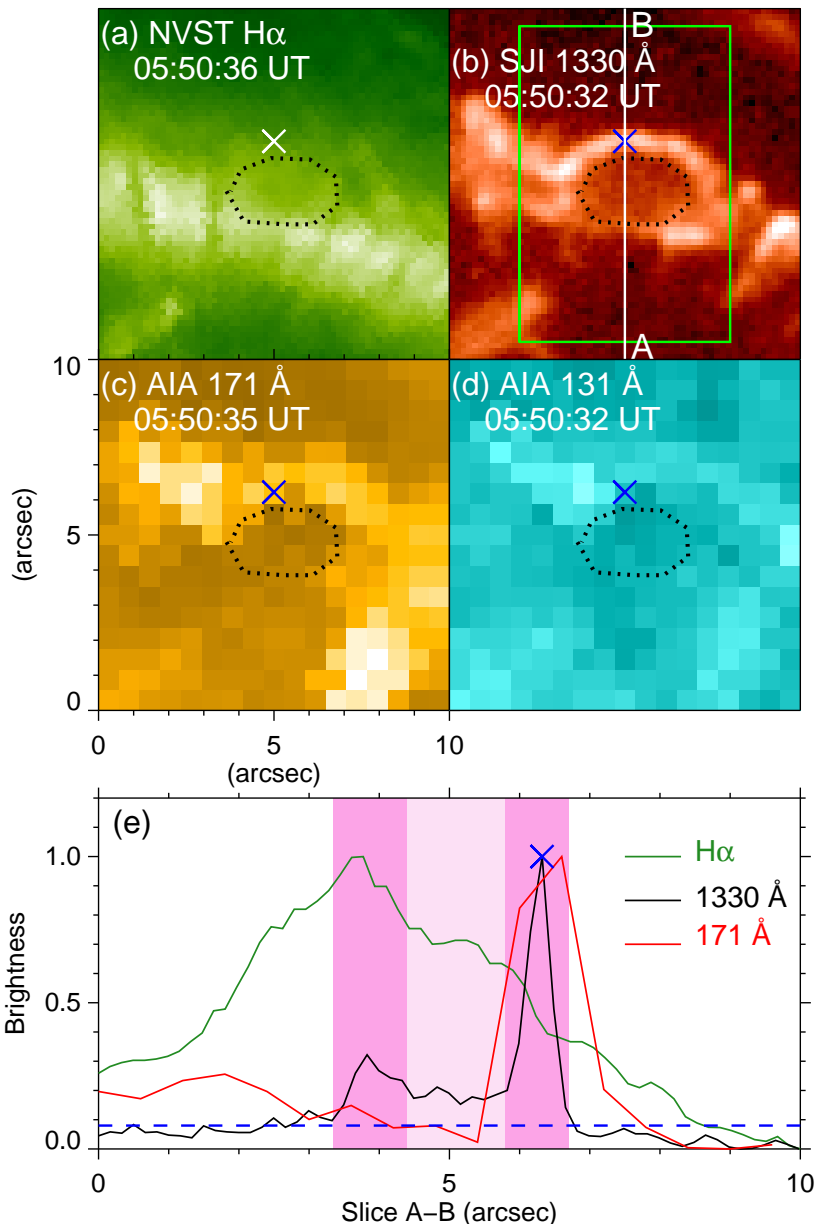 (a) NVST Hα
05:50:36 UT
B
(b) SJI 1330 Å
05:50:32 UT
A
10
(c) AIA 171 Å
05:50:35 UT
(d) AIA 131 Å
05:50:32 UT
5
(arcsec)
0
0
5
10
(arcsec)
(e)
1.0
0.5
0.0
Brightness
Hα
1330 Å
171 Å
0
5
10
Slice A−B (arcsec)